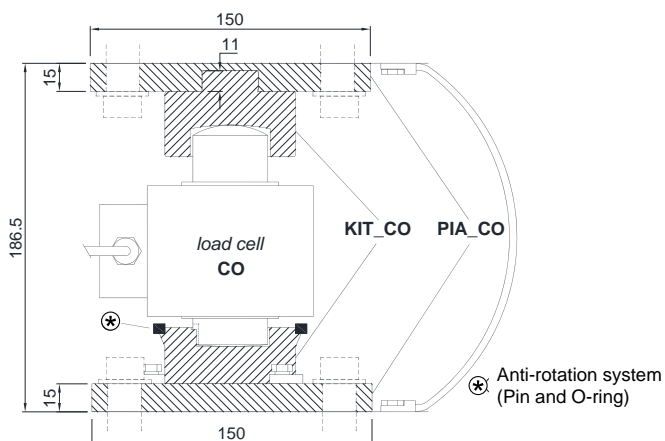 150
11
15
186.5
load cell
CO
KIT_CO
PIA_CO
Anti-rotation system
(Pin and O-ring)
15
150